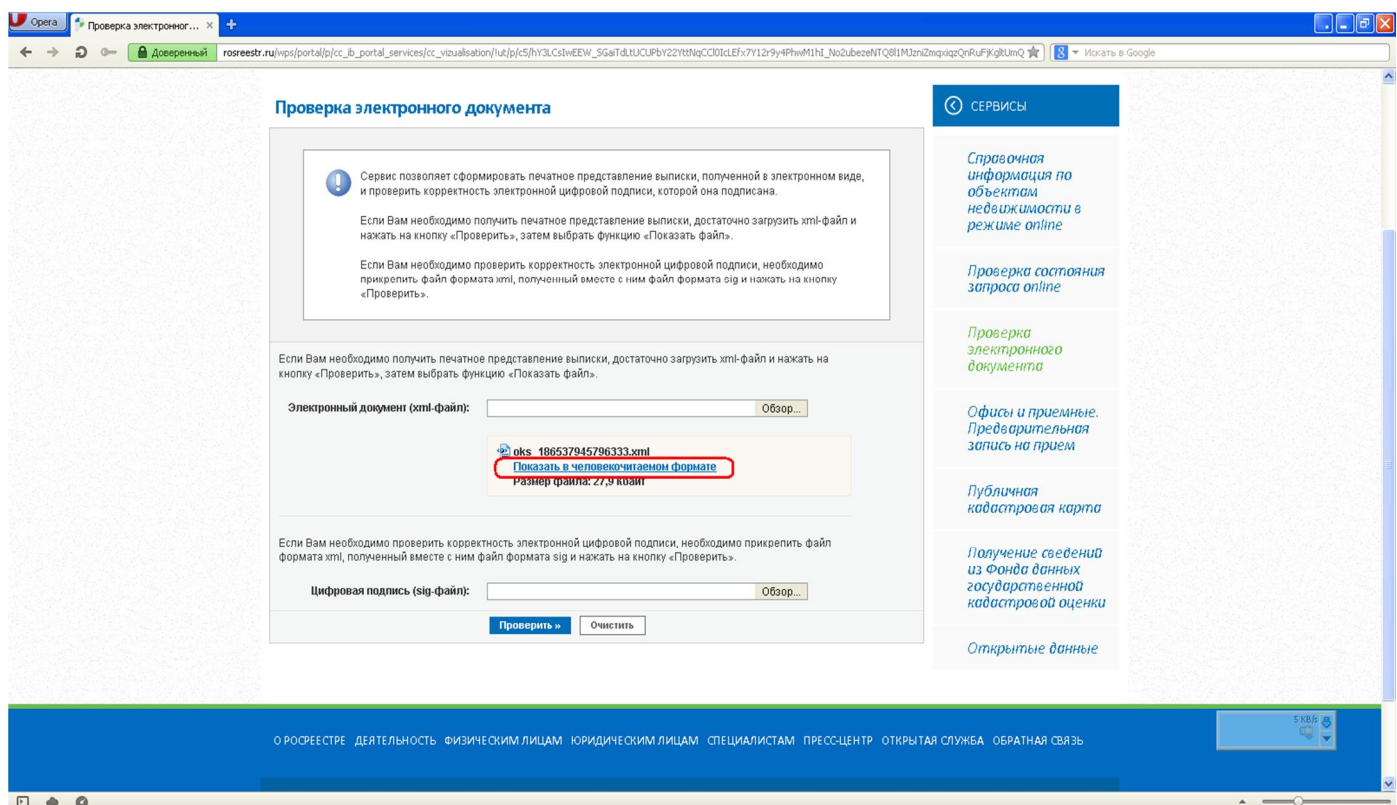 Opera
Проверка электронног... ×
Доверенный
Искать в Google
Проверка электронного документа
Сервис позволяет сформировать печатное представление выписки, полученной в электронном виде,
и проверить корректность электронной цифровой подписи, которой она подписана.
Если Вам необходимо получить печатное представление выписки, достаточно загрузить xml-файл и
нажать на кнопку «Проверить», затем выбрать функцию «Показать файл».
Если Вам необходимо проверить корректность электронной цифровой подписи, необходимо
прикрепить файл формата xml, полученный вместе с ним файл формата sig и нажать на кнопку
«Проверить».
Если Вам необходимо получить печатное представление выписки, достаточно загрузить xml-файл и нажать на
кнопку «Проверить», затем выбрать функцию «Показать файл».
Электронный документ (xml-файл):
Обзор...
oks_186537945796333.xml
Показать в человекочитаемом формате
Размер файла: 27,9 Кбайт
Если Вам необходимо проверить корректность электронной цифровой подписи, необходимо прикрепить файл
формата xml, полученный вместе с ним файл формата sig и нажать на кнопку «Проверить».
Цифровая подпись (sig-файл):
Обзор...
Проверить »
Очистить
СЕРВИСЫ
Справочная
информация по
объектам
недвижимости в
режиме online
Проверка состояния
запроса online
Проверка
электронного
документа
Офисы и приемные.
Предварительная
запись на прием
Публичная
кадастровая карта
Получение сведений
из Фонда данных
государственной
кадастровой оценки
Открытые данные
5 KB/s
О РОСРЕЕСТРЕ ДЕЯТЕЛЬНОСТЬ ФИЗИЧЕСКИМ ЛИЦАМ ЮРИДИЧЕСКИМ ЛИЦАМ СПЕЦИАЛИСТАМ ПРЕСС-ЦЕНТР ОТКРЫТАЯ СЛУЖБА ОБРАТНАЯ СВЯЗЬ